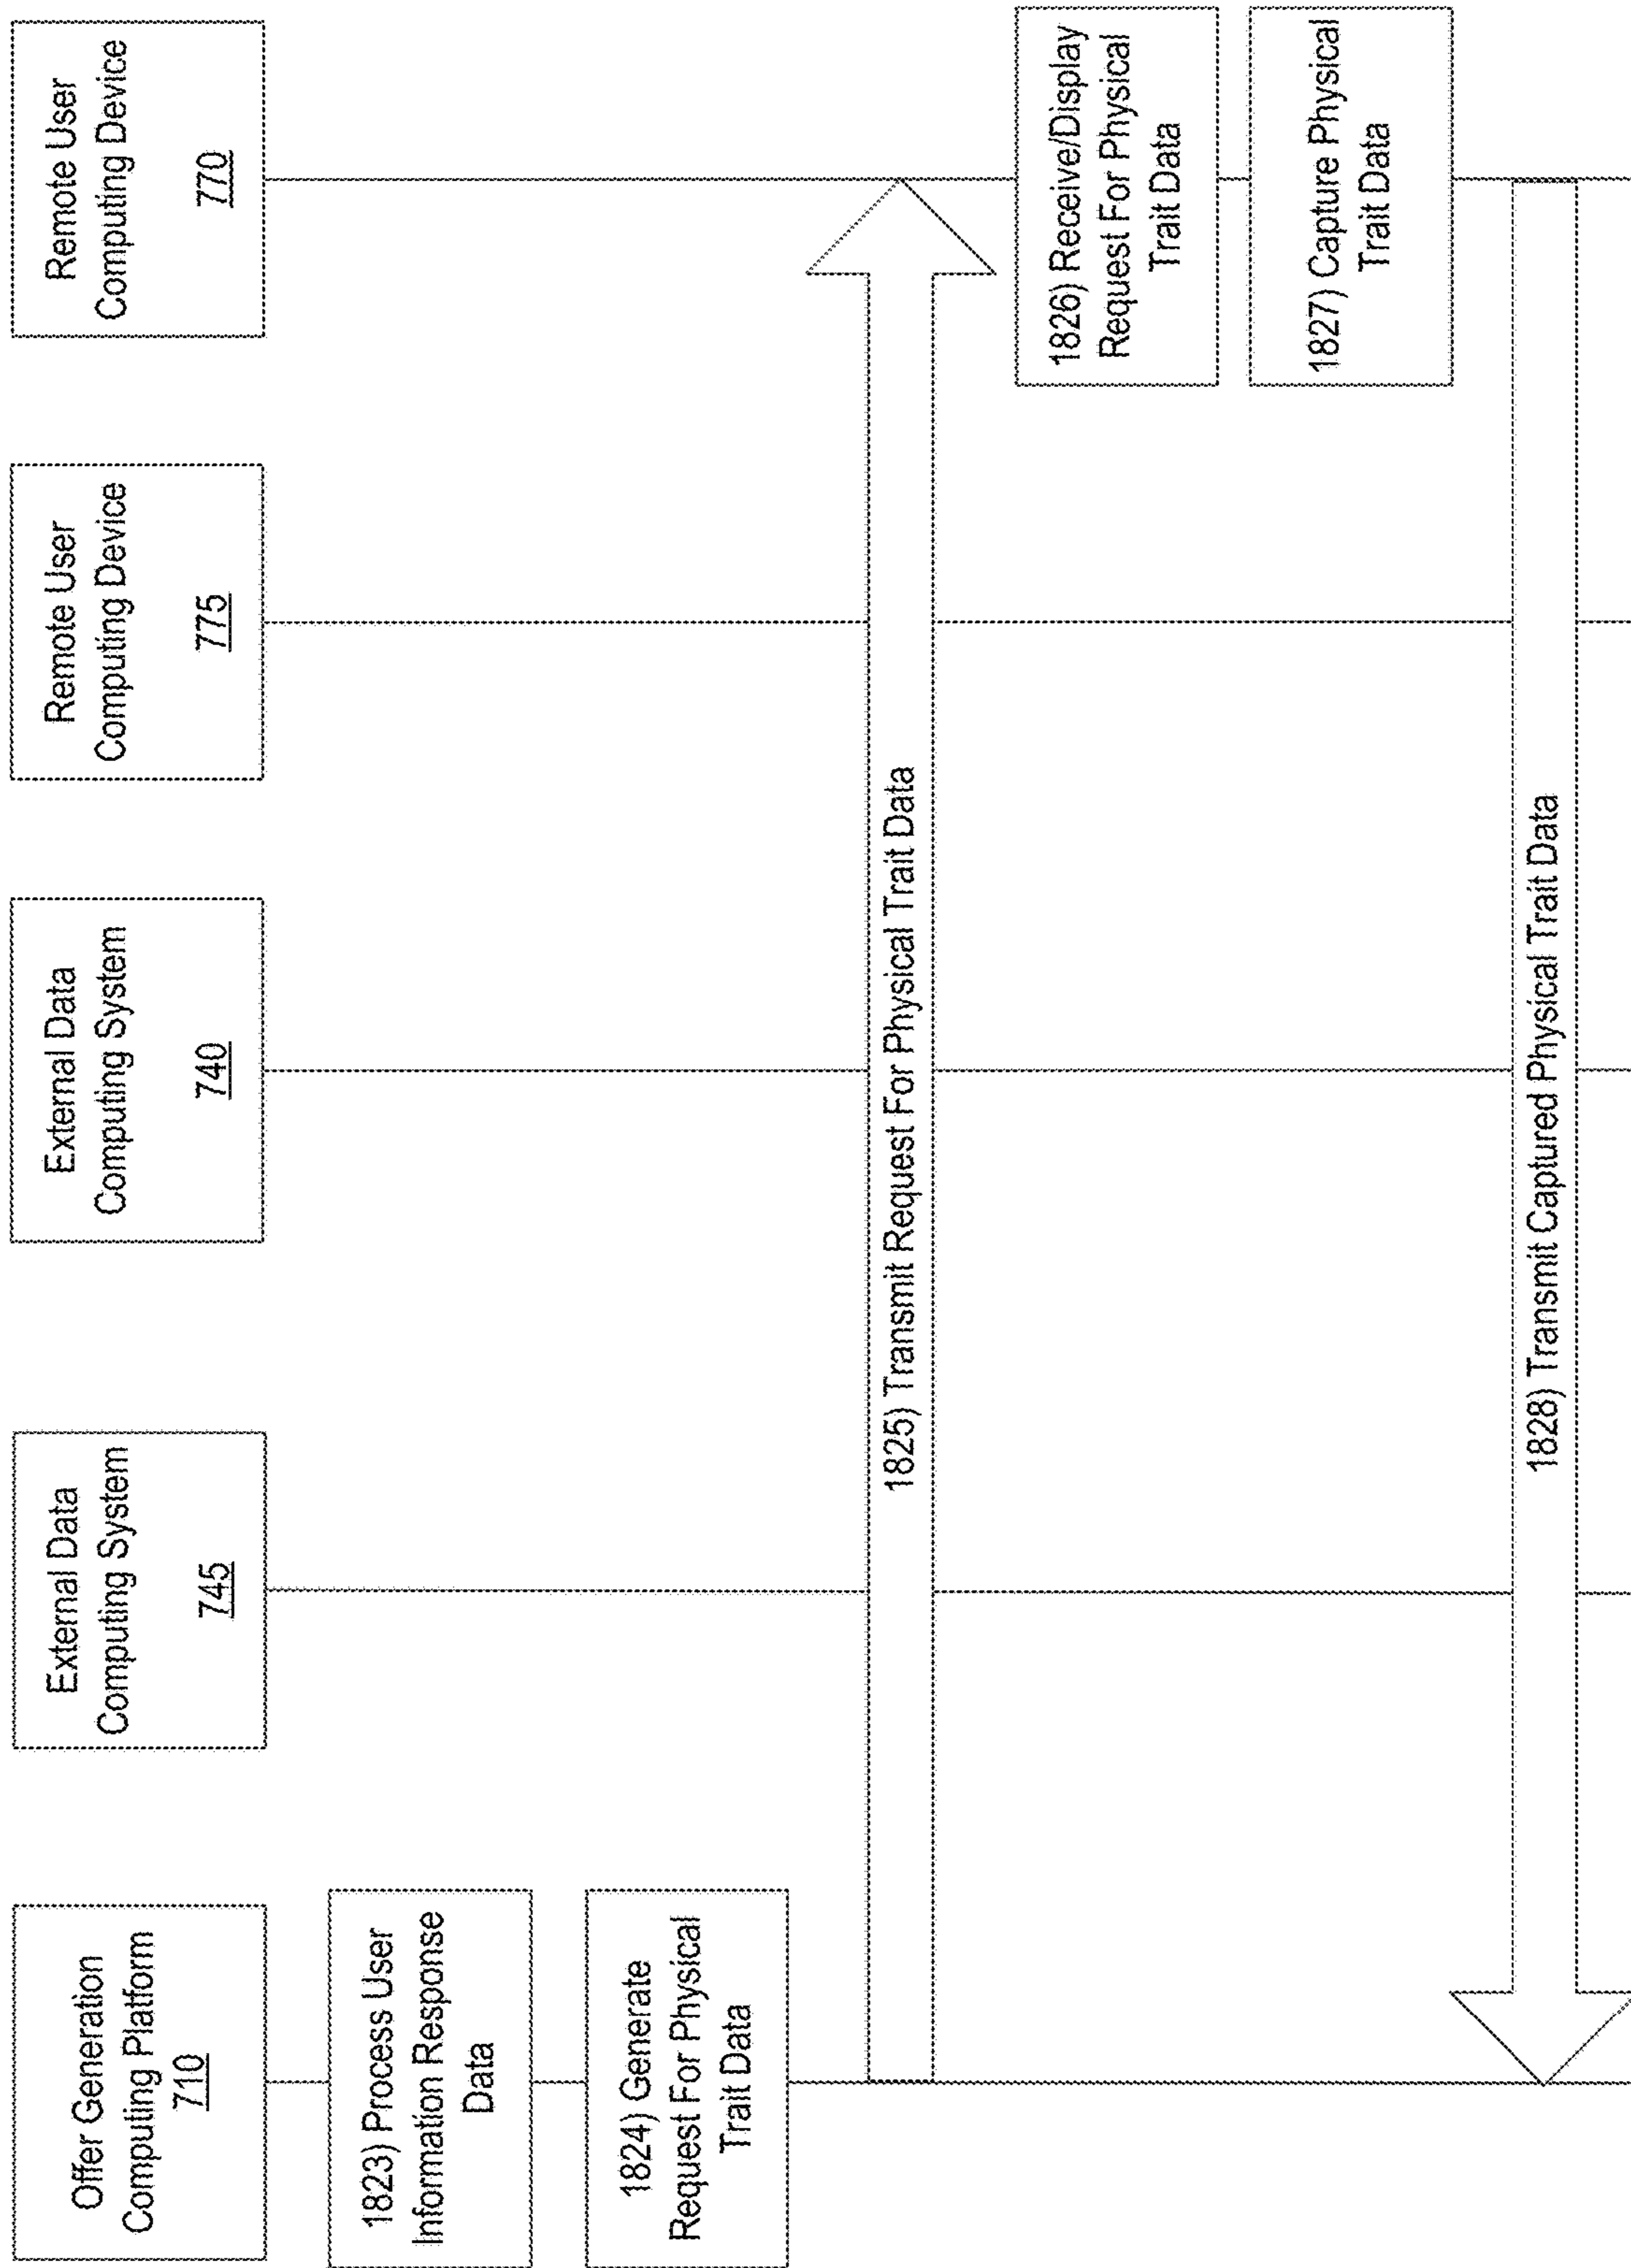 Offer Generation
Computing Platform
710
External Data
Computing System
745
External Data
Computing System
740
Remote User
Computing Device
775
Remote User
Computing Device
770
1823) Process User
Information Response
Data
1824) Generate
Request For Physical
Trait Data
1825) Transmit Request For Physical Trait Data
1826) Receive/Display
Request For Physical
Trait Data
1827) Capture Physical
Trait Data
1828) Transmit Captured Physical Trait Data